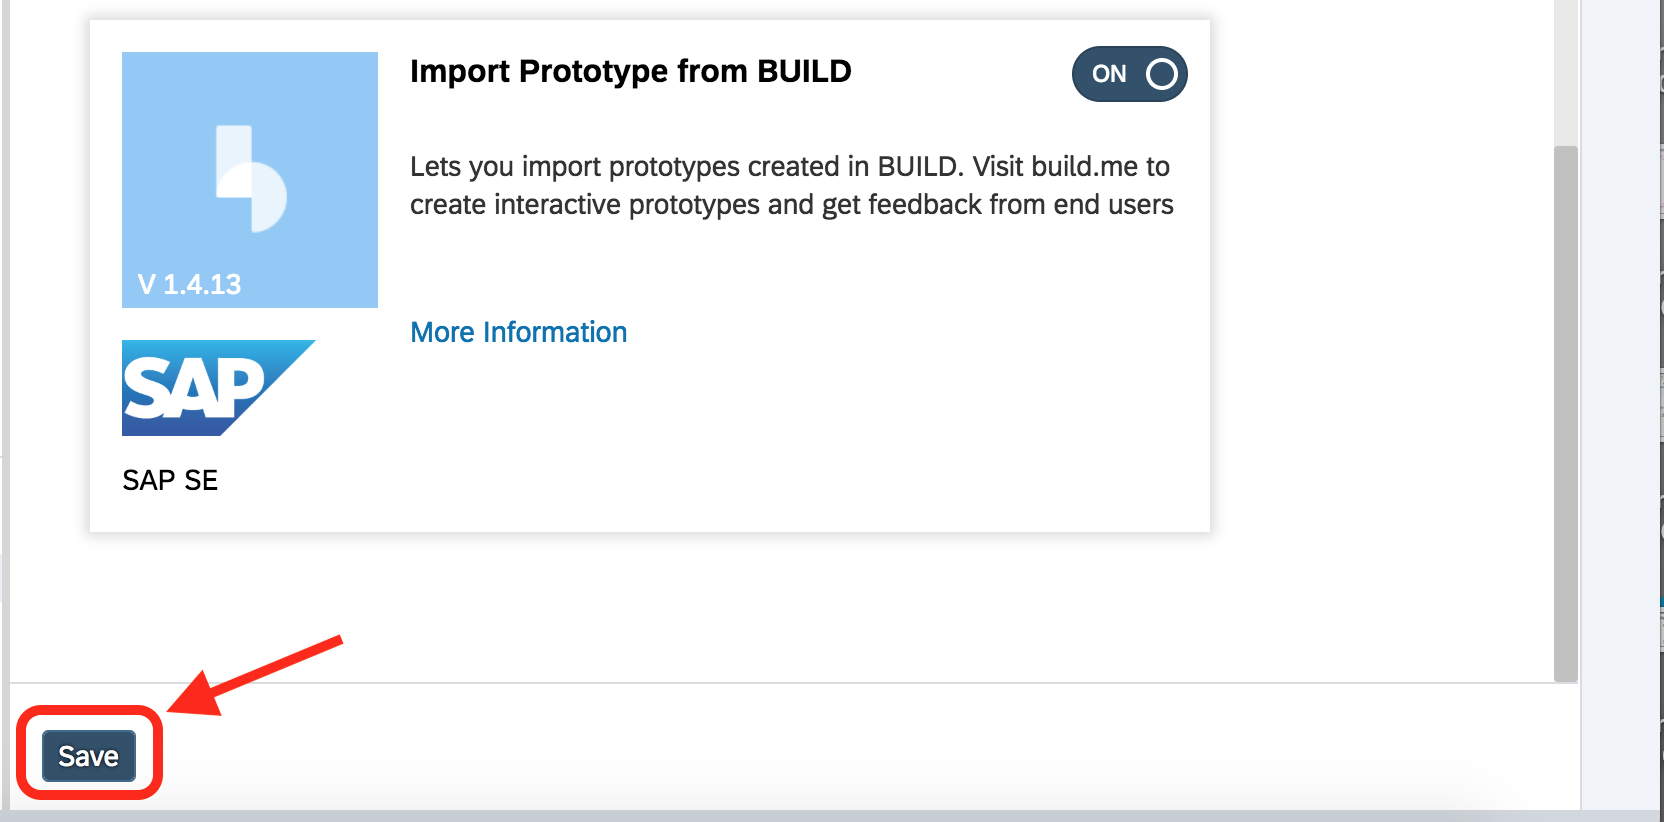 Import Prototype from BUILD
ON
Lets you import prototypes created in BUILD. Visit build.me to
create interactive prototypes and get feedback from end users
V 1.4.13
More Information
SAP
SAP SE
Save